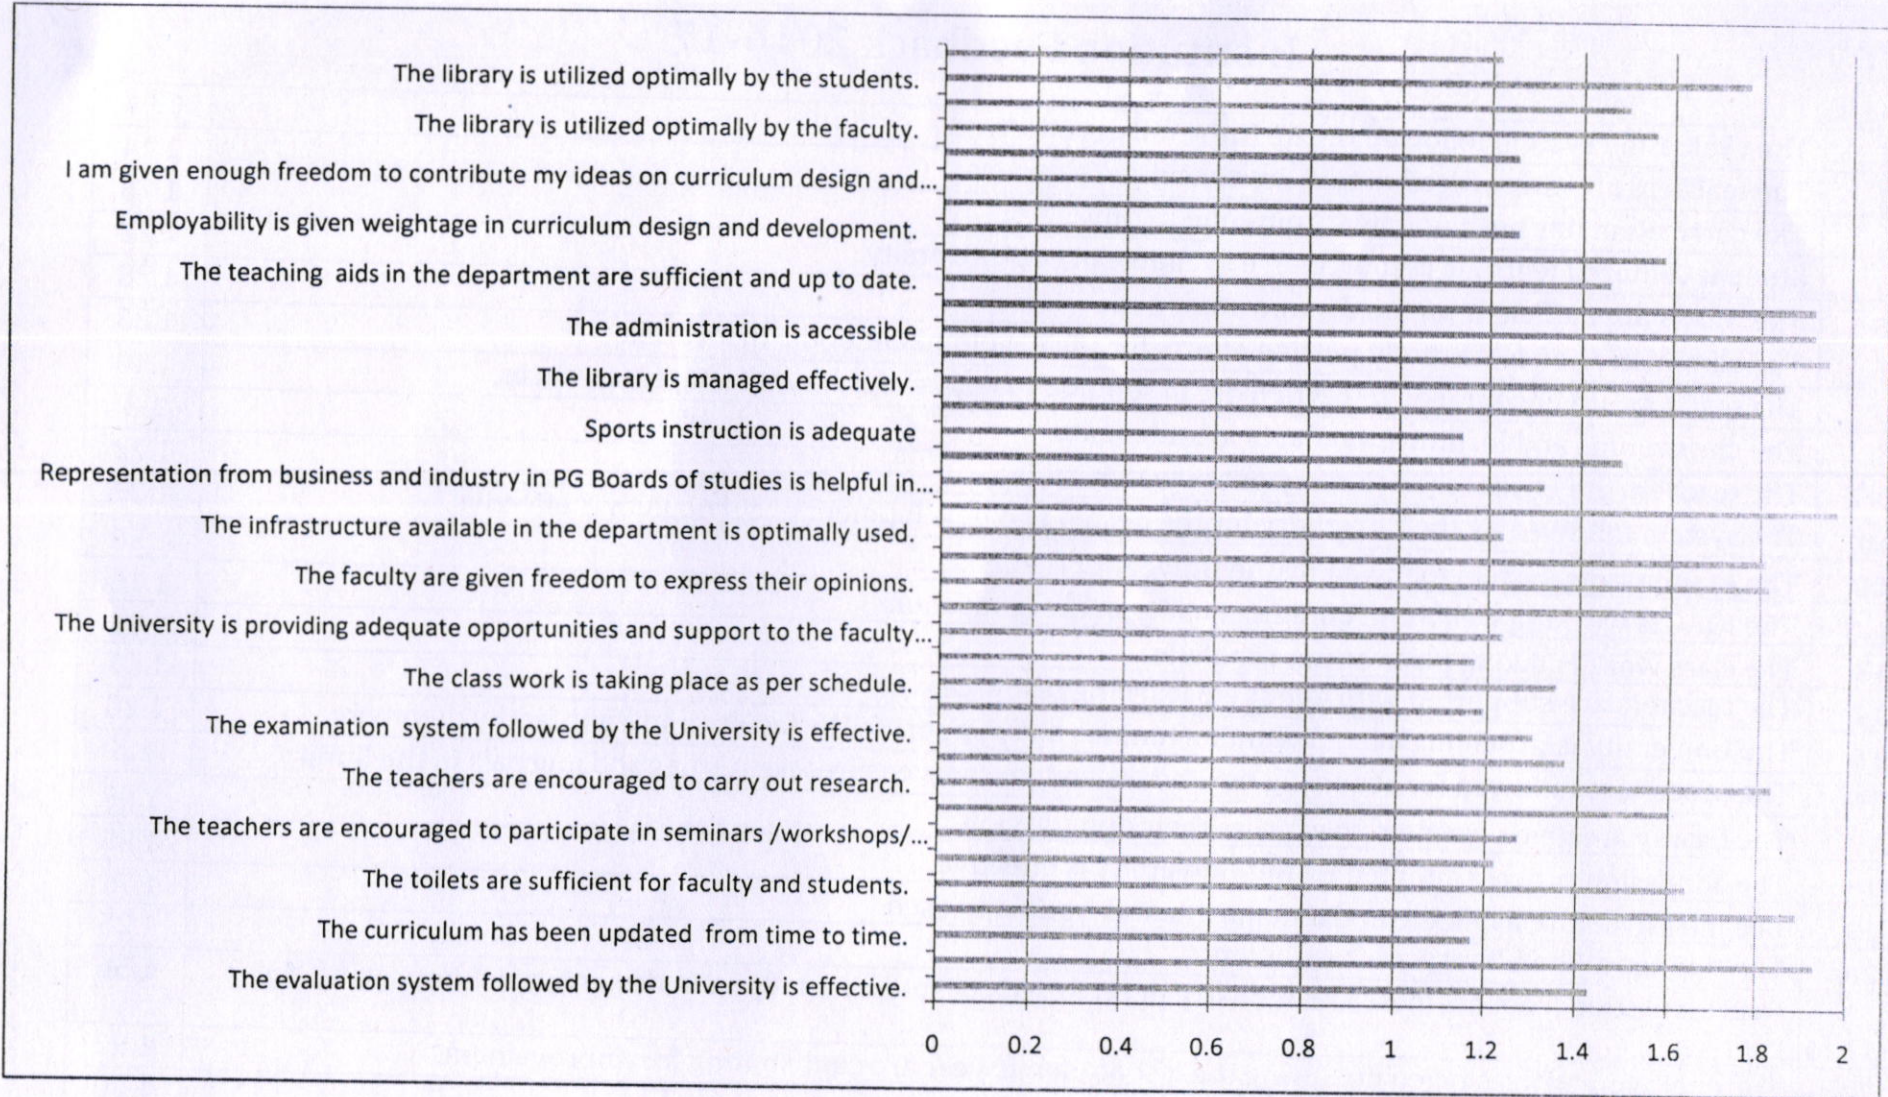 The library is utilized optimally by the students.
The library is utilized optimally by the faculty.
I am given enough freedom to contribute my ideas on curriculum design and...
Employability is given weightage in curriculum design and development.
The teaching  aids in the department are sufficient and up to date.
The administration is accessible
The library is managed effectively.
Sports instruction is adequate
Representation from business and industry in PG Boards of studies is helpful in...
The infrastructure available in the department is optimally used.
The faculty are given freedom to express their opinions.
The University is providing adequate opportunities and support to the faculty...
The class work is taking place as per schedule.
The examination  system followed by the University is effective.
The teachers are encouraged to carry out research.
The teachers are encouraged to participate in seminars /workshops/...
The toilets are sufficient for faculty and students.
The curriculum has been updated  from time to time.
The evaluation system followed by the University is effective.
0 0.2 0.4 0.6 0.8 1 1.2 1.4 1.6 1.8 2